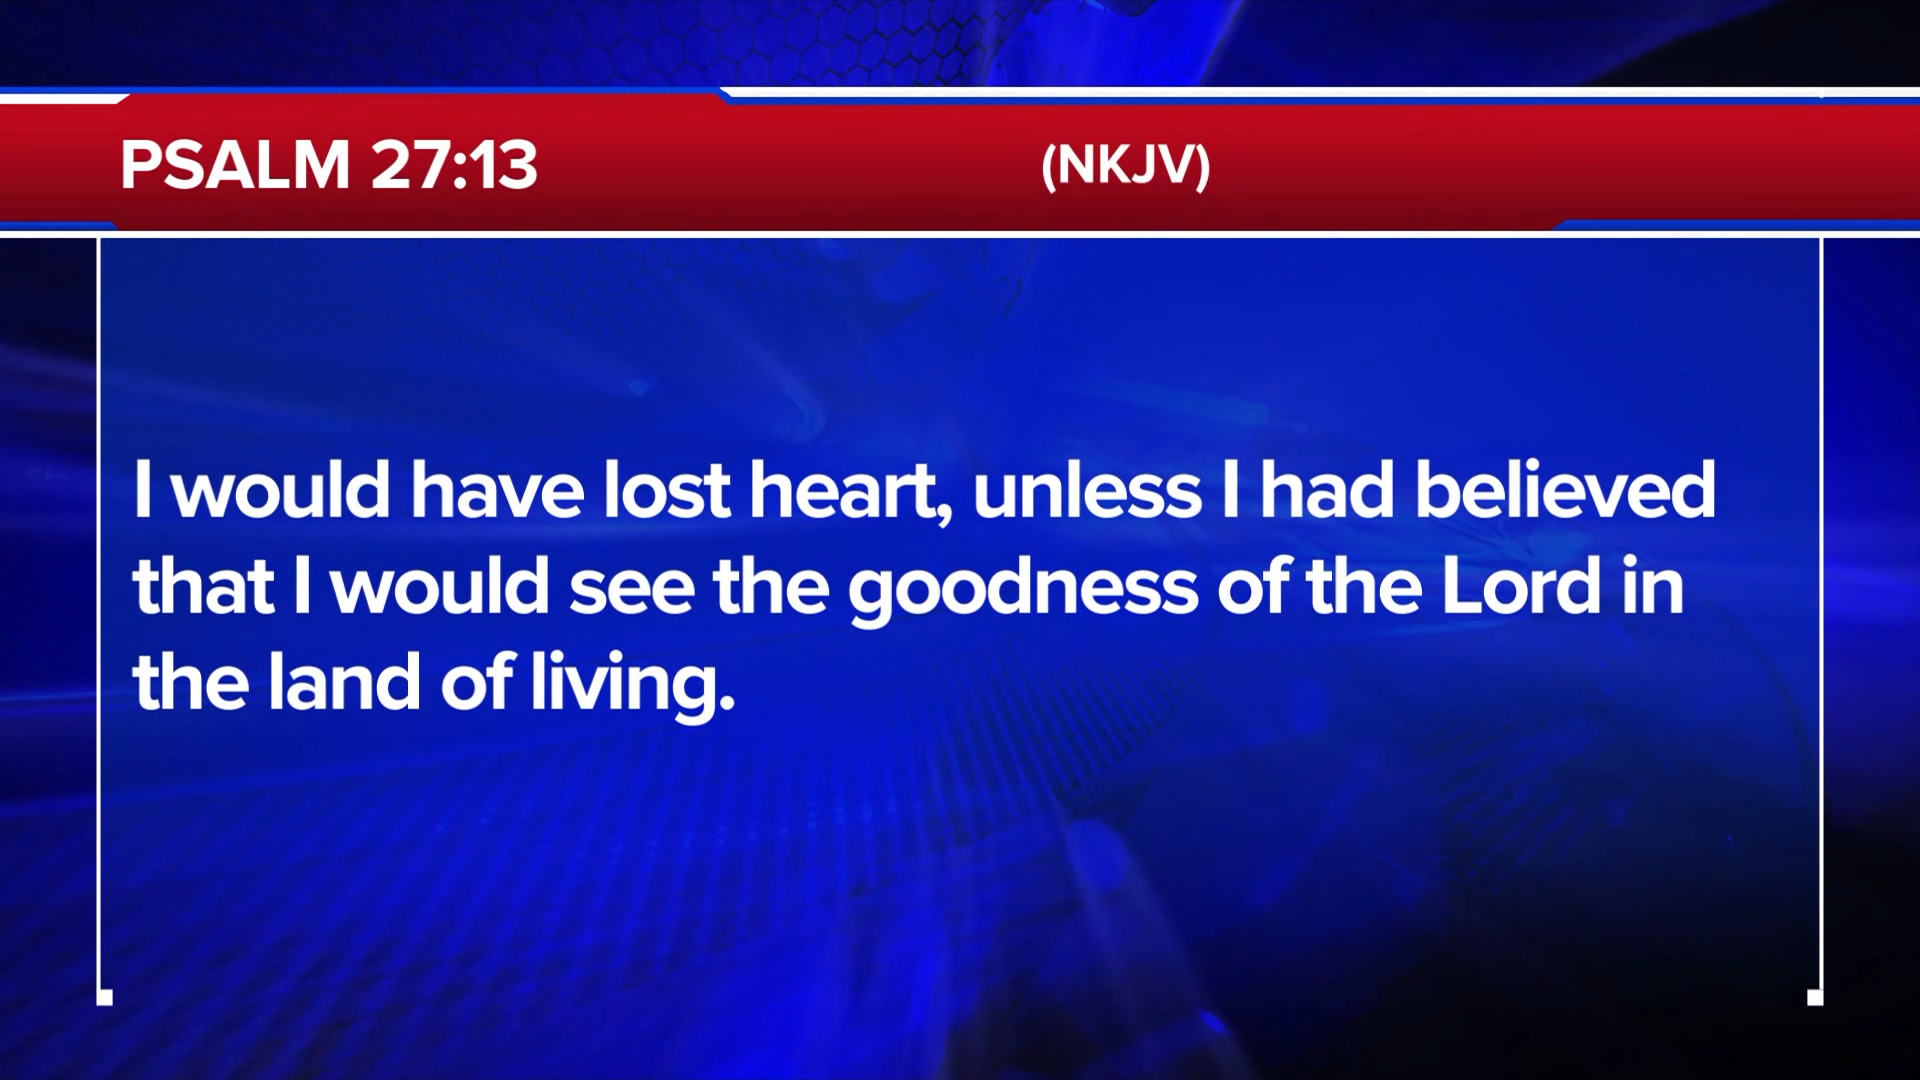 PSALM 27:13 (NKJV)
I would have lost heart, unless I had believed
that I would see the goodness of the Lord in
the land of living.